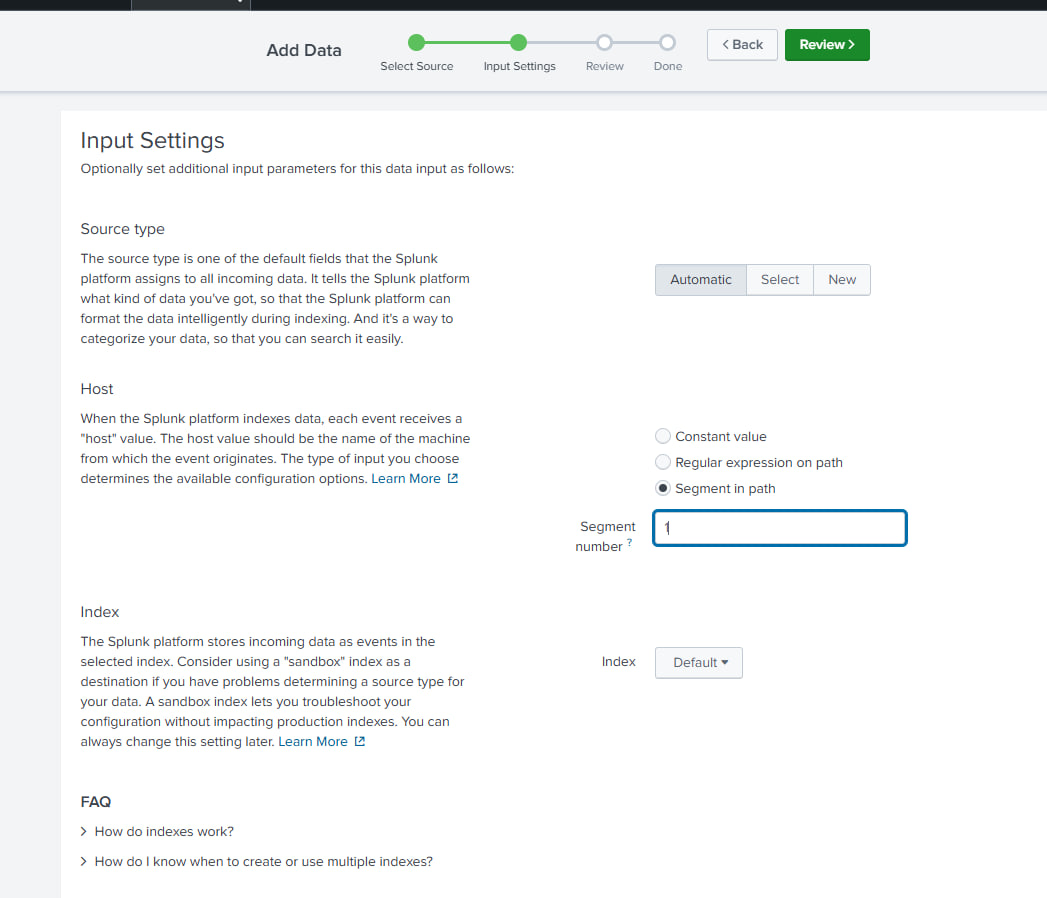 Add Data
Select Source
Input Settings
Review
Done
< Back
Review >
Input Settings
Optionally set additional input parameters for this data input as follows:
Source type
The source type is one of the default fields that the Splunk
platform assigns to all incoming data. It tells the Splunk platform
what kind of data you've got, so that the Splunk platform can
format the data intelligently during indexing. And it's a way to
categorize your data, so that you can search it easily.
Automatic
Select
New
Host
When the Splunk platform indexes data, each event receives a
"host" value. The host value should be the name of the machine
from which the event originates. The type of input you choose
determines the available configuration options. Learn More
Constant value
Regular expression on path
Segment in path
Segment
number ?
1
Index
The Splunk platform stores incoming data as events in the
selected index. Consider using a "sandbox" index as a
destination if you have problems determining a source type for
your data. A sandbox index lets you troubleshoot your
configuration without impacting production indexes. You can
always change this setting later. Learn More
Index
Default
FAQ
> How do indexes work?
> How do I know when to create or use multiple indexes?